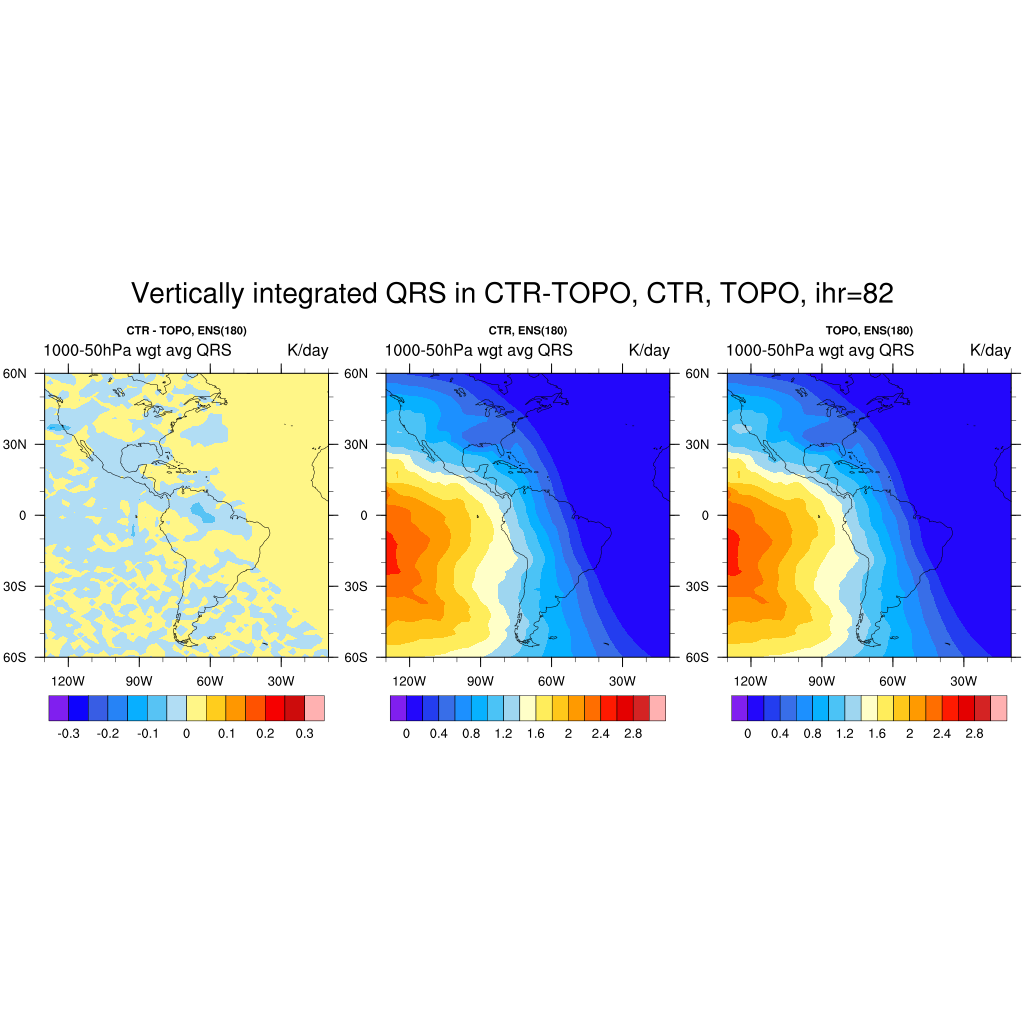 Vertically integrated QRS in CTR-TOPO, CTR, TOPO, ihr=82
CTR - TOPO, ENS(180)
1000-50hPa wgt avg QRS K/day
60N
30N
0
30S
60S
120W 90W 60W 30W
-0.3 -0.2 -0.1 0 0.1 0.2 0.3
CTR, ENS(180)
1000-50hPa wgt avg QRS K/day
60N
30N
0
30S
60S
120W 90W 60W 30W
0 0.4 0.8 1.2 1.6 2 2.4 2.8
TOPO, ENS(180)
1000-50hPa wgt avg QRS K/day
60N
30N
0
30S
60S
120W 90W 60W 30W
0 0.4 0.8 1.2 1.6 2 2.4 2.8